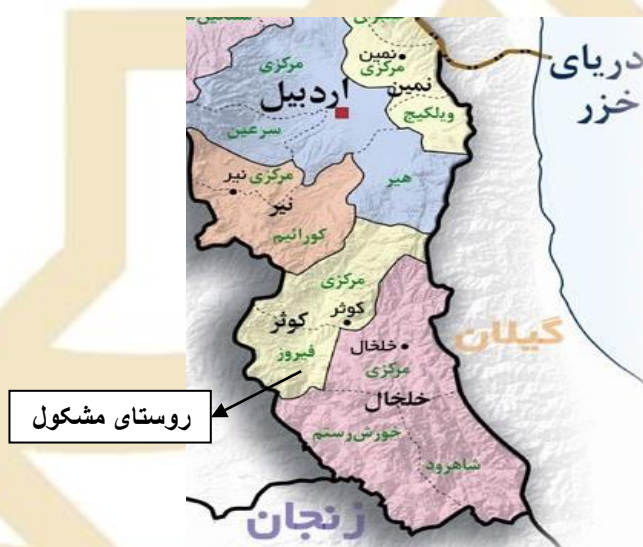 مرکزی
نمین
مرکزی
نمین
دریای
خزر
مرکزی
اردبیل
ویلکیج
سرعین
هیر
مرکزی
نیر
نیر
کورائیم
مرکزی
کوثر
کوثر
گیلان
خلخال
فیروز
مرکزی
خلخال
روستای مشکول
خورش‌رستم
شاهرود
زنجان